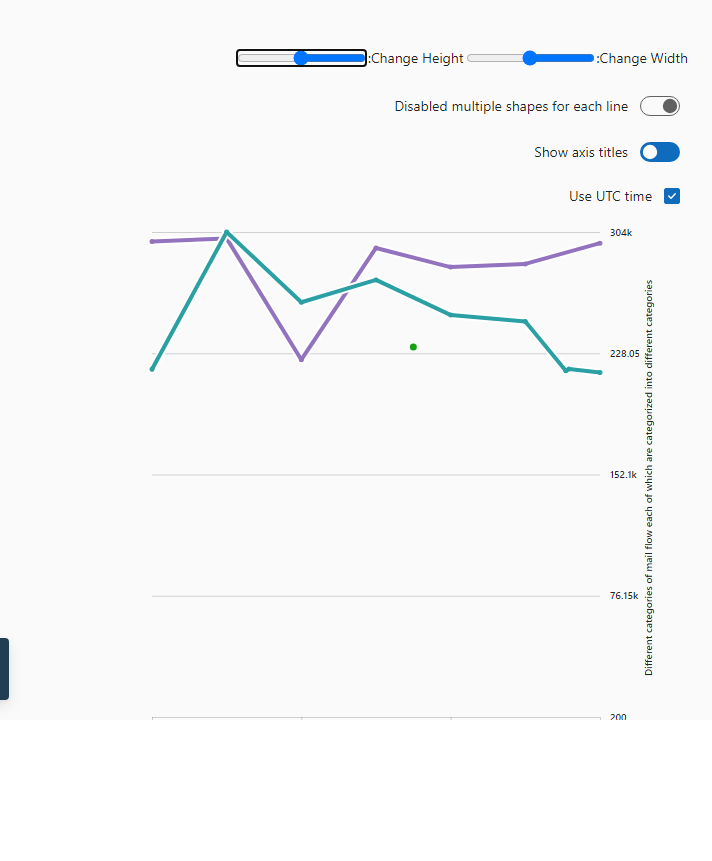 :Change Height :Change Width
Disabled multiple shapes for each line
Show axis titles
Use UTC time
304k
228.05
152.1k
76.15k
200
Different categories of mail flow each of which are categorized into different categories